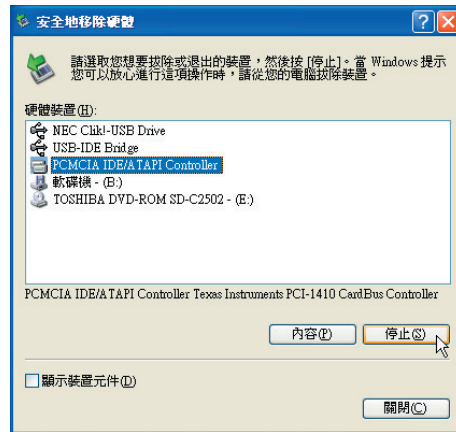 安全地移除硬體
請選取您想要拔除或退出的裝置，然後按 [停止]。當 Windows 提示
您可以放心進行這項操作時，請從您的電腦拔除裝置。
硬體裝置(H):
NEC Clik!-USB Drive
USB-IDE Bridge
PCMCIA IDE/ATAPI Controller
軟碟機 - (B:)
TOSHIBA DVD-ROM SD-C2502 - (E:)
PCMCIA IDE/ATAPI Controller Texas Instruments PCI-1410 CardBus Controller
內容(P)
停止(S)
顯示裝置元件(D)
關閉(C)